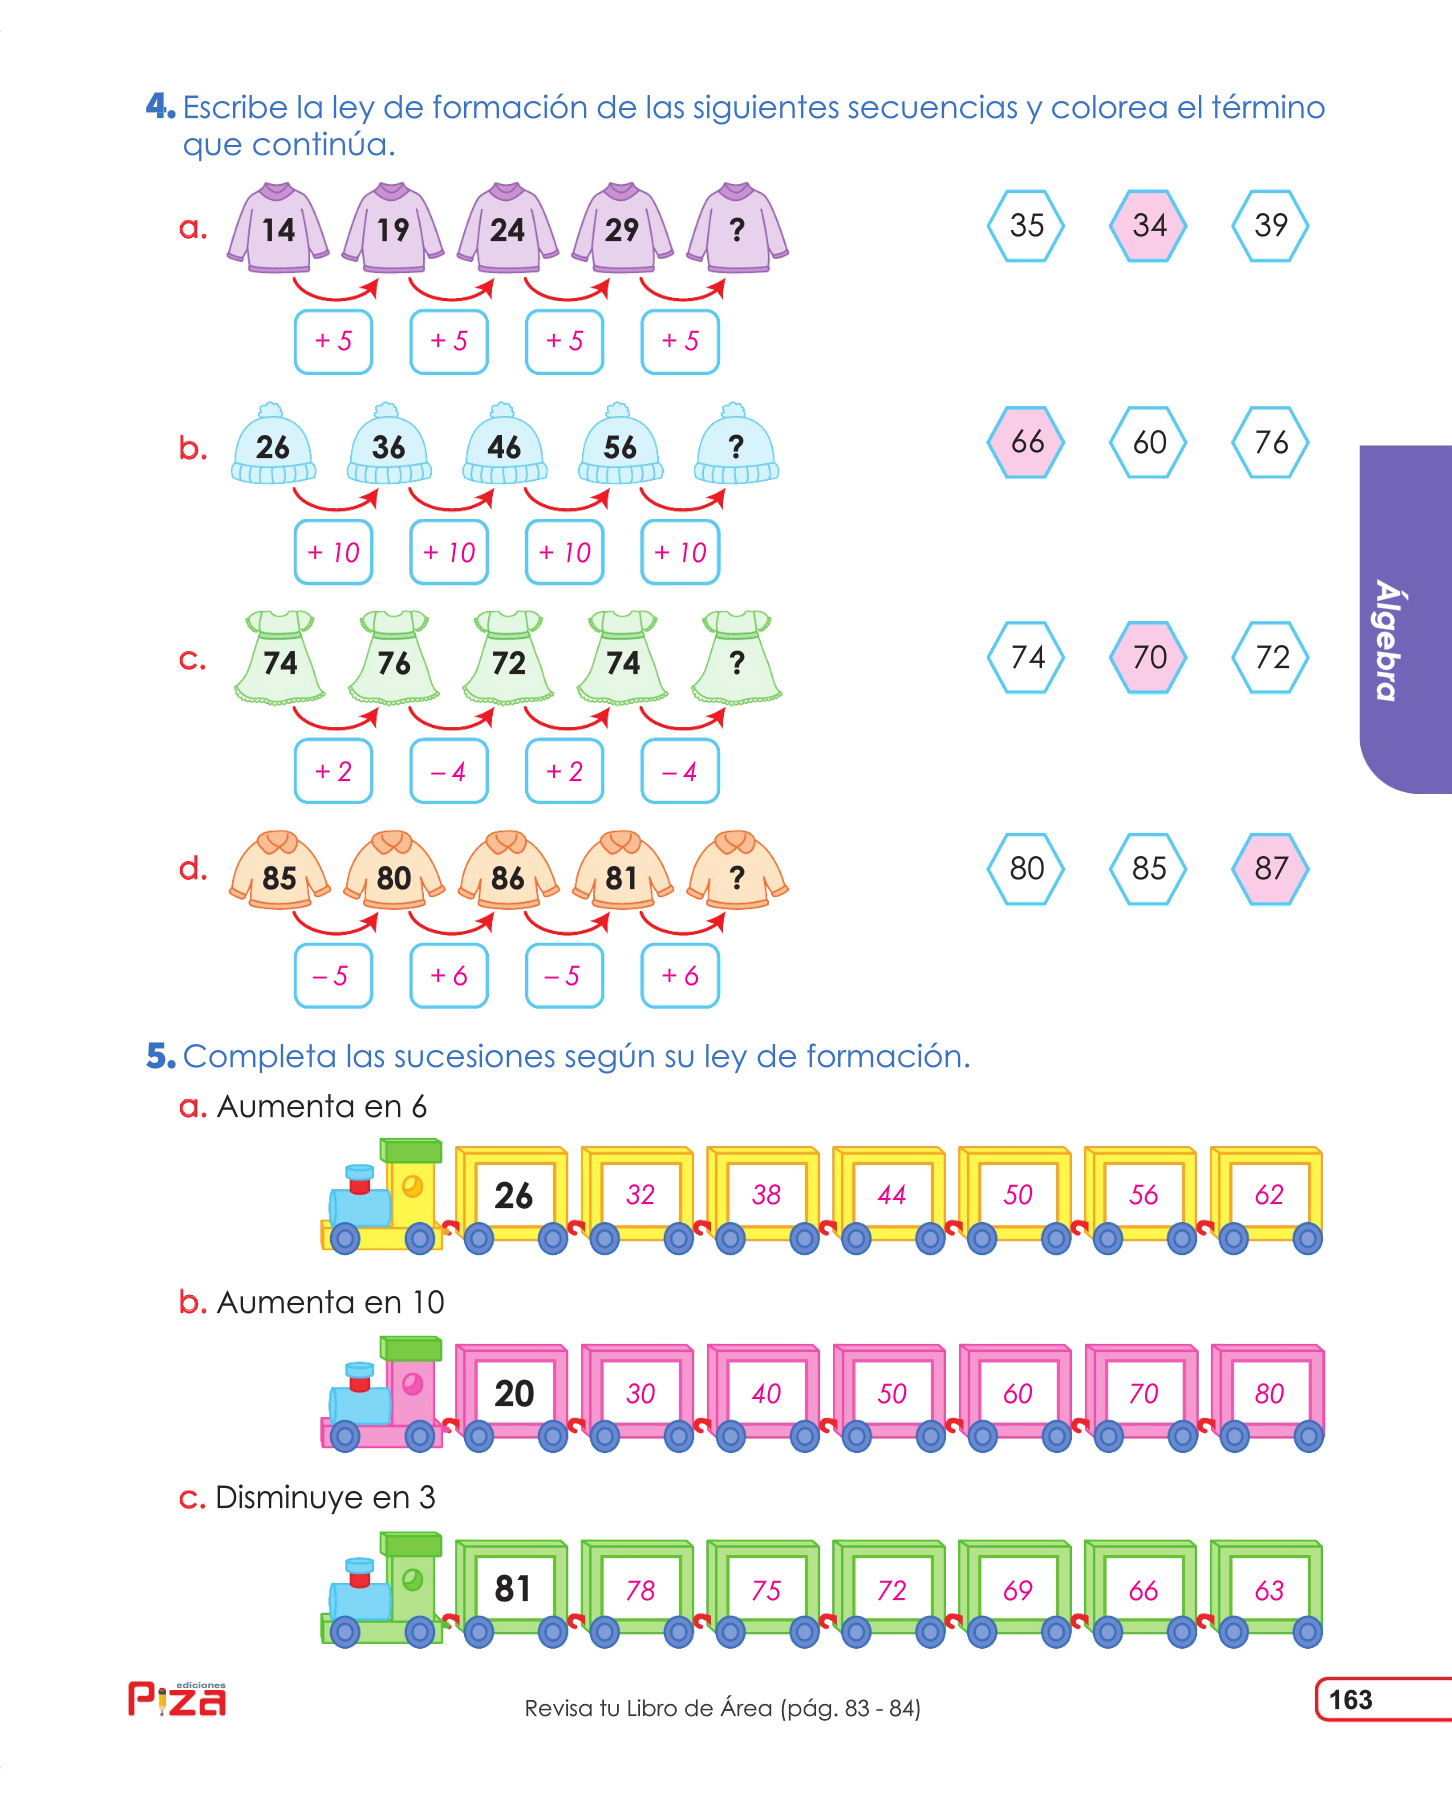 4. Escribe la ley de formación de las siguientes secuencias y colorea el término
que continúa.
a. 14 19 24 29 ? 35 34 39
+ 5 + 5 + 5 + 5
b. 26 36 46 56 ? 66 60 76
+ 10 + 10 + 10 + 10
c. 74 76 72 74 ? 74 70 72
+ 2 – 4 + 2 – 4
d. 85 80 86 81 ? 80 85 87
– 5 + 6 – 5 + 6
Álgebra
5. Completa las sucesiones según su ley de formación.
a. Aumenta en 6
26 32 38 44 50 56 62
b. Aumenta en 10
20 30 40 50 60 70 80
c. Disminuye en 3
81 78 75 72 69 66 63
ediciones
Piza
Revisa tu Libro de Área (pág. 83 - 84)
163